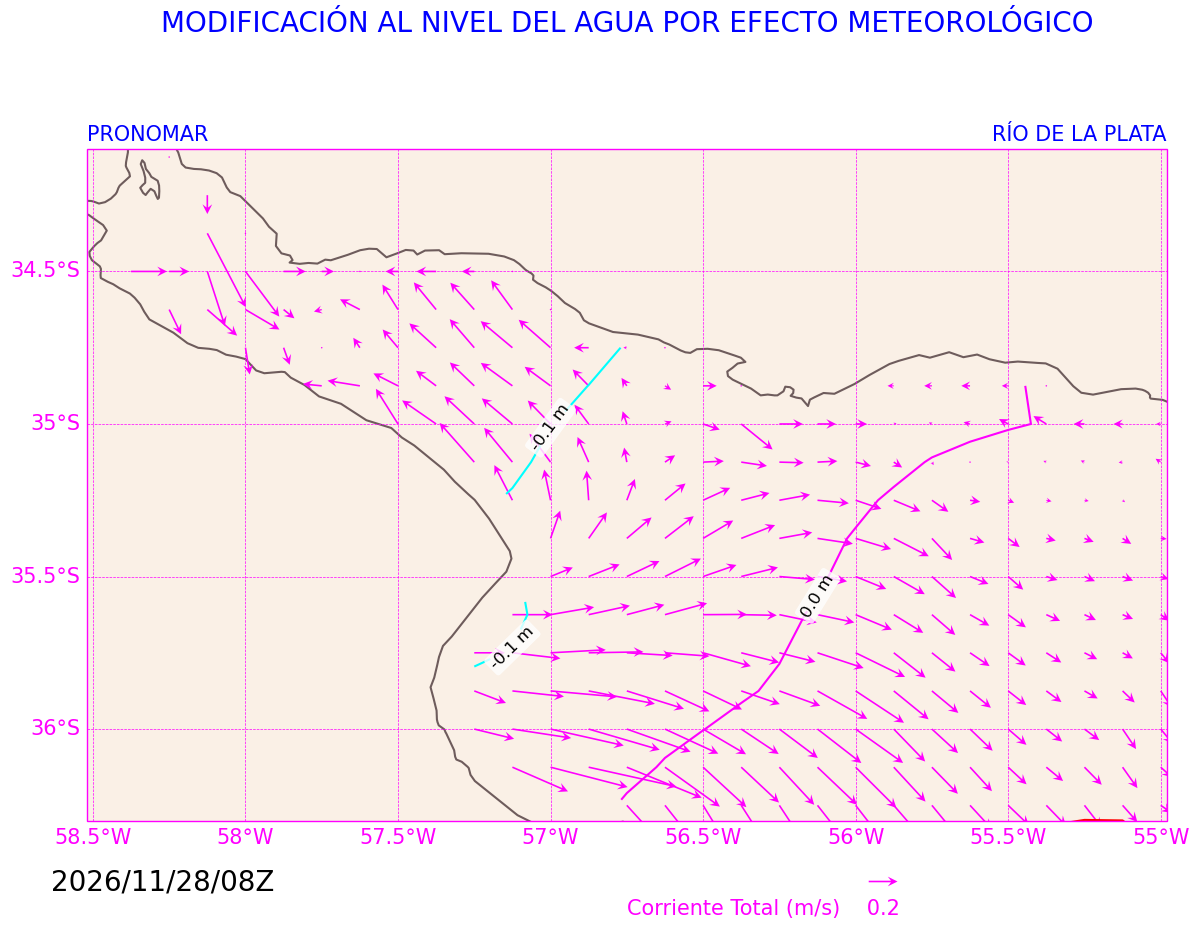 MODIFICACIÓN AL NIVEL DEL AGUA POR EFECTO METEOROLÓGICO
PRONOMAR
RÍO DE LA PLATA
34.5°S
35°S
35.5°S
36°S
-0.1 m
0.0 m
-0.1 m
58.5°W
58°W
57.5°W
57°W
56.5°W
56°W
55.5°W
55°W
2026/11/28/08Z
Corriente Total (m/s)
0.2